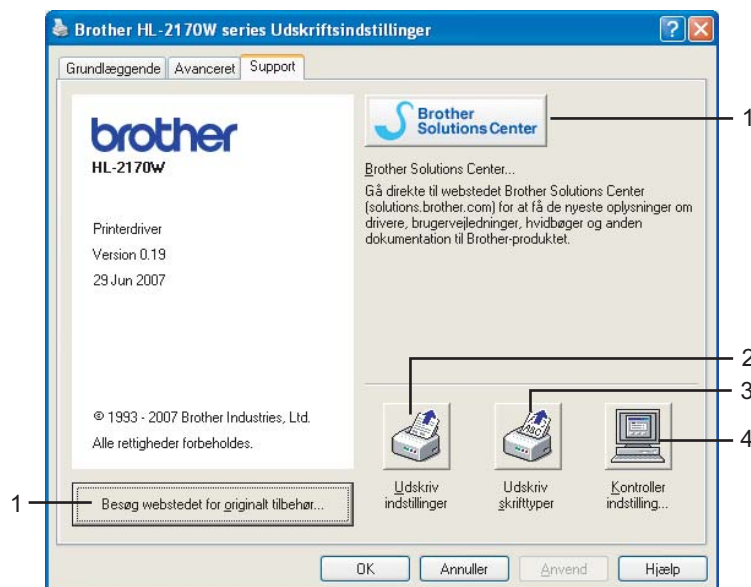 Brother HL-2170W series Udskriftsindstillinger
Grundlæggende Avanceret Support
brother
HL-2170W
Printerdriver
Version 0.19
29 Jun 2007
© 1993 - 2007 Brother Industries, Ltd.
Alle rettigheder forbeholdes.
1
Besøg webstedet for originalt tilbehør...
Brother
Solutions Center
1
Brother Solutions Center...
Gå direkte til webstedet Brother Solutions Center
(solutions.brother.com) for at få de nyeste oplysninger om
drivere, brugervejledninger, hvidbøger og anden
dokumentation til Brother-produktet.
2
3
4
ABC
Udskriv
indstillinger
Udskriv
skrifttyper
Kontroller
indstilling...
OK Annuller Anvend Hjælp